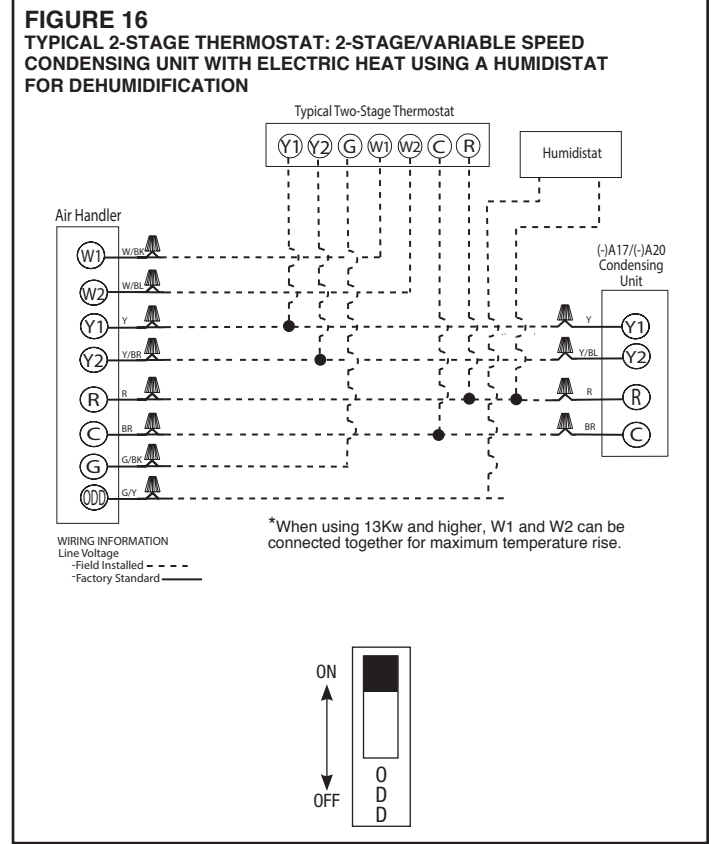 FIGURE 16
TYPICAL 2-STAGE THERMOSTAT: 2-STAGE/VARIABLE SPEED
CONDENSING UNIT WITH ELECTRIC HEAT USING A HUMIDISTAT
FOR DEHUMIDIFICATION
Typical Two-Stage Thermostat
Y1 Y2 G W1 W2 C R
Humidistat
Air Handler
(-)A17/(-)A20
Condensing
Unit
W1 W/BK
W2 W/BL
Y1 Y
Y Y1
Y2 Y/BR
Y/BL Y2
R R
R R
C BR
BR C
G G/BK
ODD G/Y
*When using 13Kw and higher, W1 and W2 can be
connected together for maximum temperature rise.
WIRING INFORMATION
Line Voltage
-Field Installed
-Factory Standard
ON
OFF
O
D
D